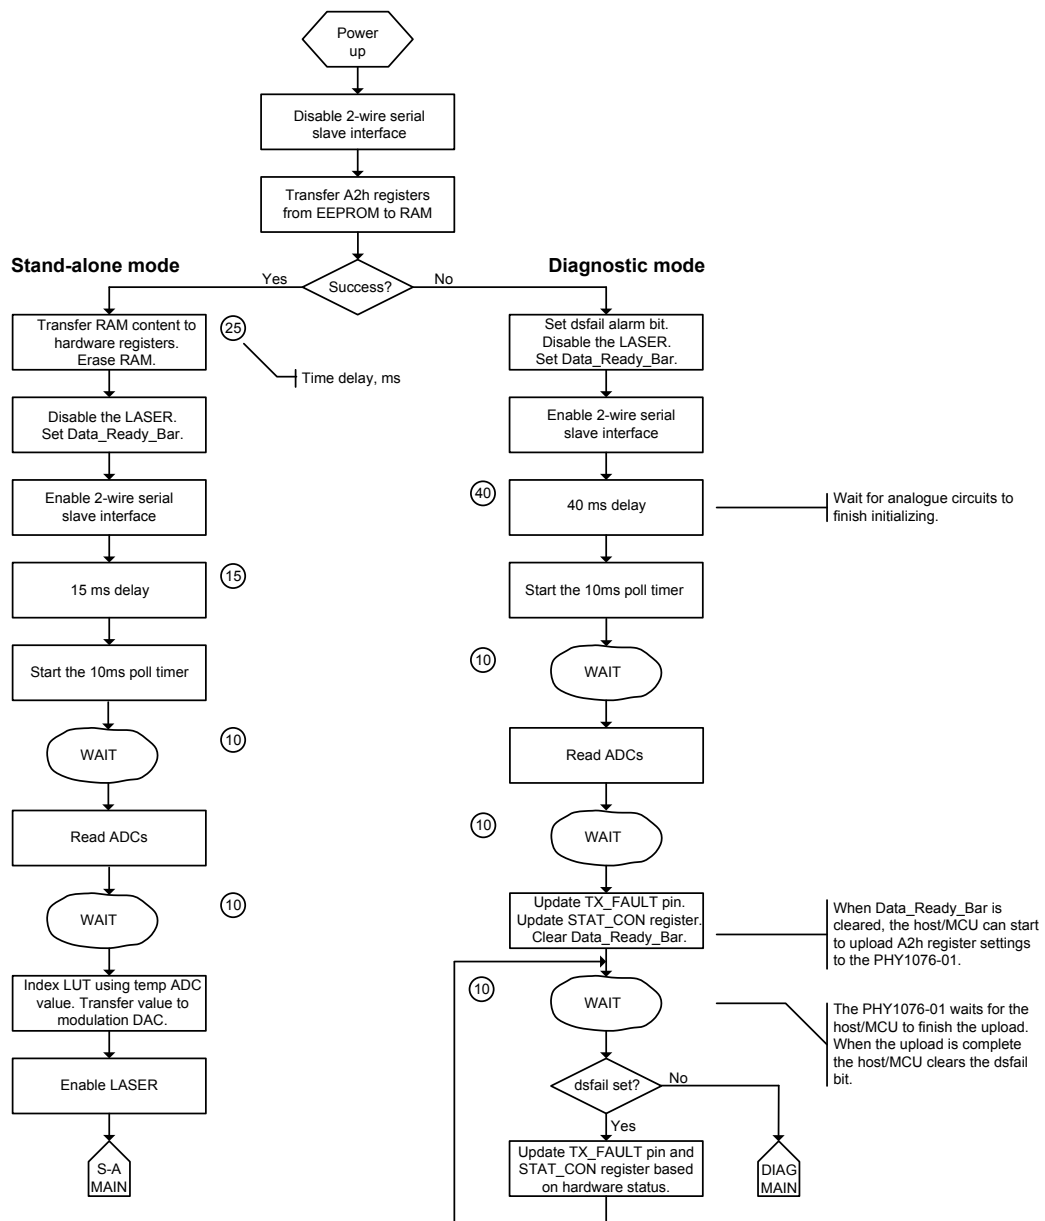 Power
up
Disable 2-wire serial
slave interface
Transfer A2h registers
from EEPROM to RAM
Stand-alone mode
Diagnostic mode
Yes
Success?
No
Transfer RAM content to
hardware registers.
Erase RAM.
25
Time delay, ms
Disable the LASER.
Set Data_Ready_Bar.
Enable 2-wire serial
slave interface
15 ms delay
15
Start the 10ms poll timer
WAIT
10
Read ADCs
WAIT
10
Index LUT using temp ADC
value. Transfer value to
modulation DAC.
Enable LASER
S-A
MAIN
Set dsfail alarm bit.
Disable the LASER.
Set Data_Ready_Bar.
Enable 2-wire serial
slave interface
40
40 ms delay
Wait for analogue circuits to
finish initializing.
Start the 10ms poll timer
10
WAIT
Read ADCs
10
WAIT
Update TX_FAULT pin.
Update STAT_CON register.
Clear Data_Ready_Bar.
When Data_Ready_Bar is
cleared, the host/MCU can start
to upload A2h register settings
to the PHY1076-01.
10
WAIT
The PHY1076-01 waits for the
host/MCU to finish the upload.
When the upload is complete
the host/MCU clears the dsfail
bit.
dsfail set?
No
Yes
Update TX_FAULT pin and
STAT_CON register based
on hardware status.
DIAG
MAIN